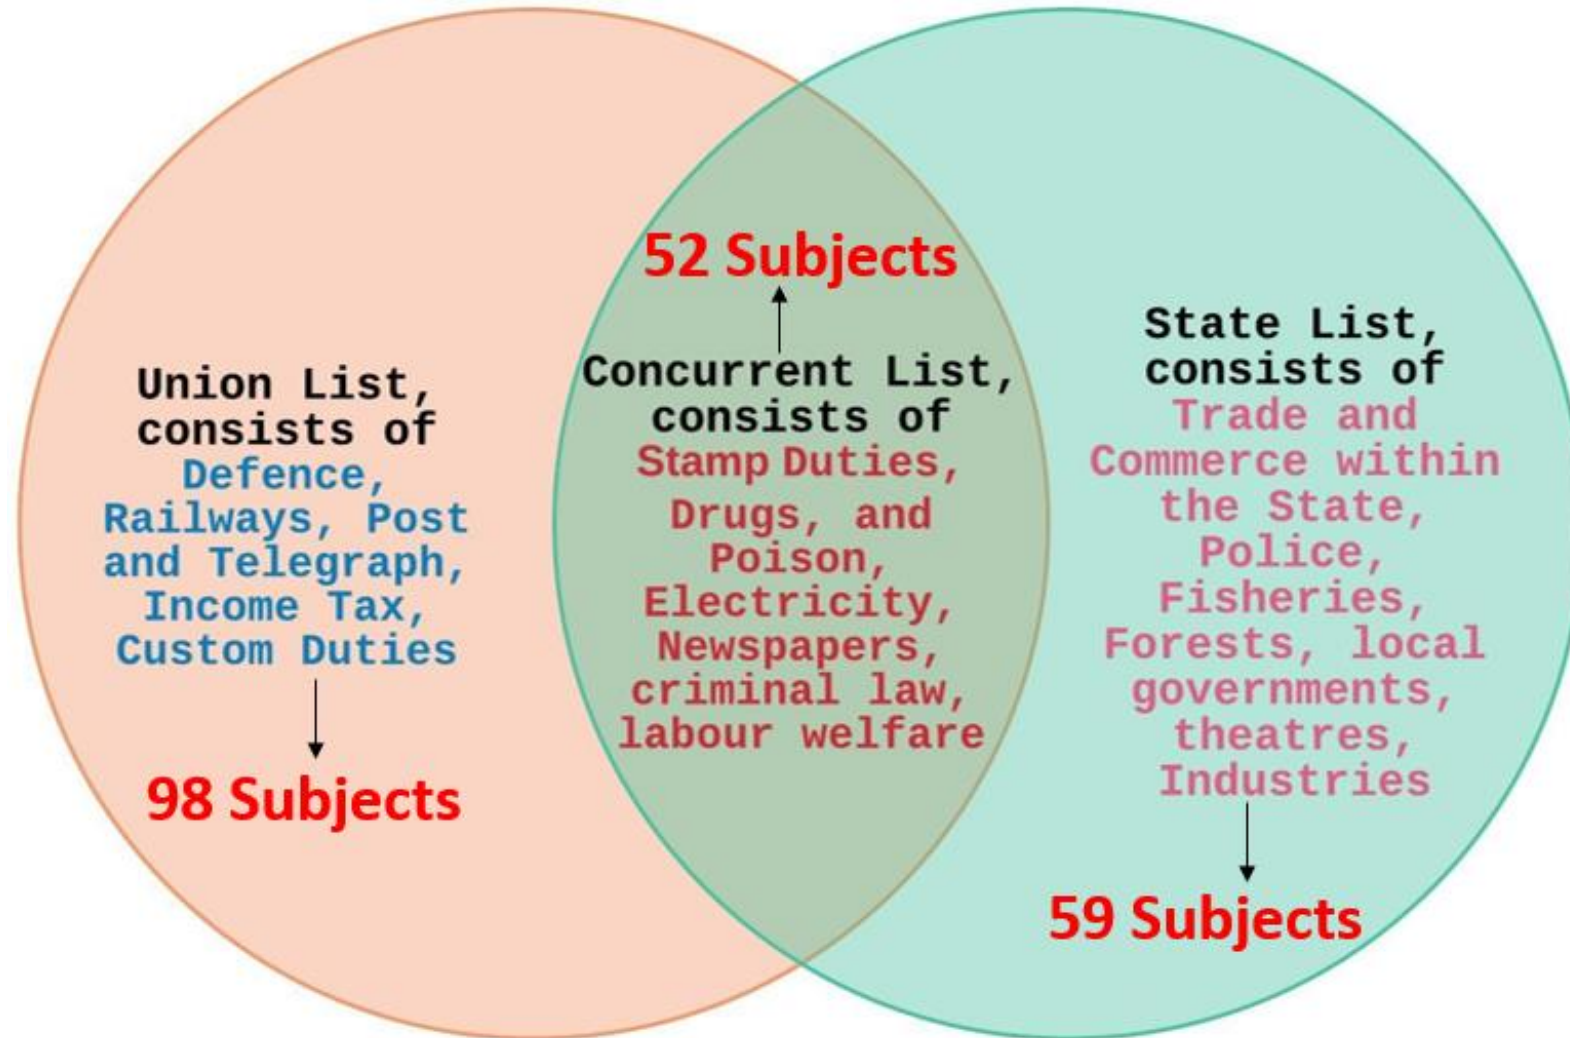 Union List,
consists of
Defence,
Railways, Post
and Telegraph,
Income Tax,
Custom Duties
98 Subjects
52 Subjects
Concurrent List,
consists of
Stamp Duties,
Drugs, and
Poison,
Electricity,
Newspapers,
criminal law,
labour welfare
State List,
consists of
Trade and
Commerce within
the State,
Police,
Fisheries,
Forests, local
governments,
theatres,
Industries
59 Subjects